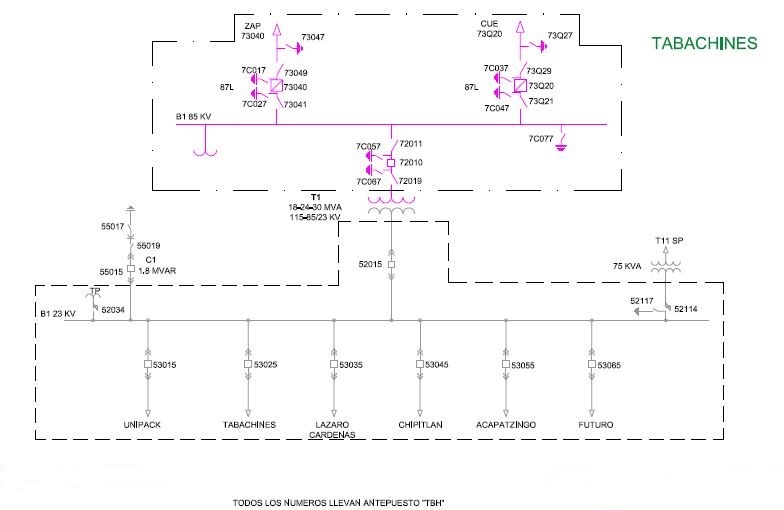 ZAP
73040
73047
CUE
73Q20
73Q27
TABACHINES
7C017
73049
87L
73040
7C027
73041
7C037
73Q29
87L
73Q20
7C047
73Q21
B1 85 KV
7C057
72011
72010
7C067
72019
7C077
T1
18-24-30 MVA
115-85/23 KV
55017
55019
C1
55015
1.8 MVAR
52015
T11 SP
75 KVA
TP
52034
B1 23 KV
52117
52114
53015
53025
53035
53045
53055
53065
UNIPACK
TABACHINES
LAZARO
CARDENAS
CHIPITLAN
ACAPATZINGO
FUTURO
TODOS LOS NUMEROS LLEVAN ANTEPUESTO "TBH"